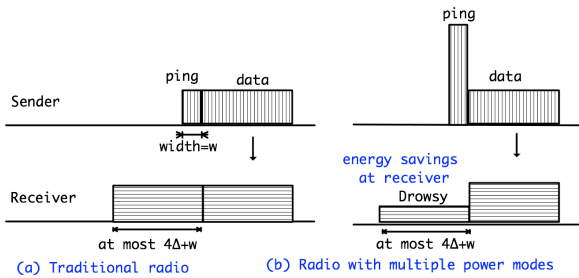 ping
ping data
data
Sender
width=w
energy savings
at receiver
Receiver
Drowsy
at most 4Δ+w
at most 4Δ+w
(a) Traditional radio
(b) Radio with multiple power modes